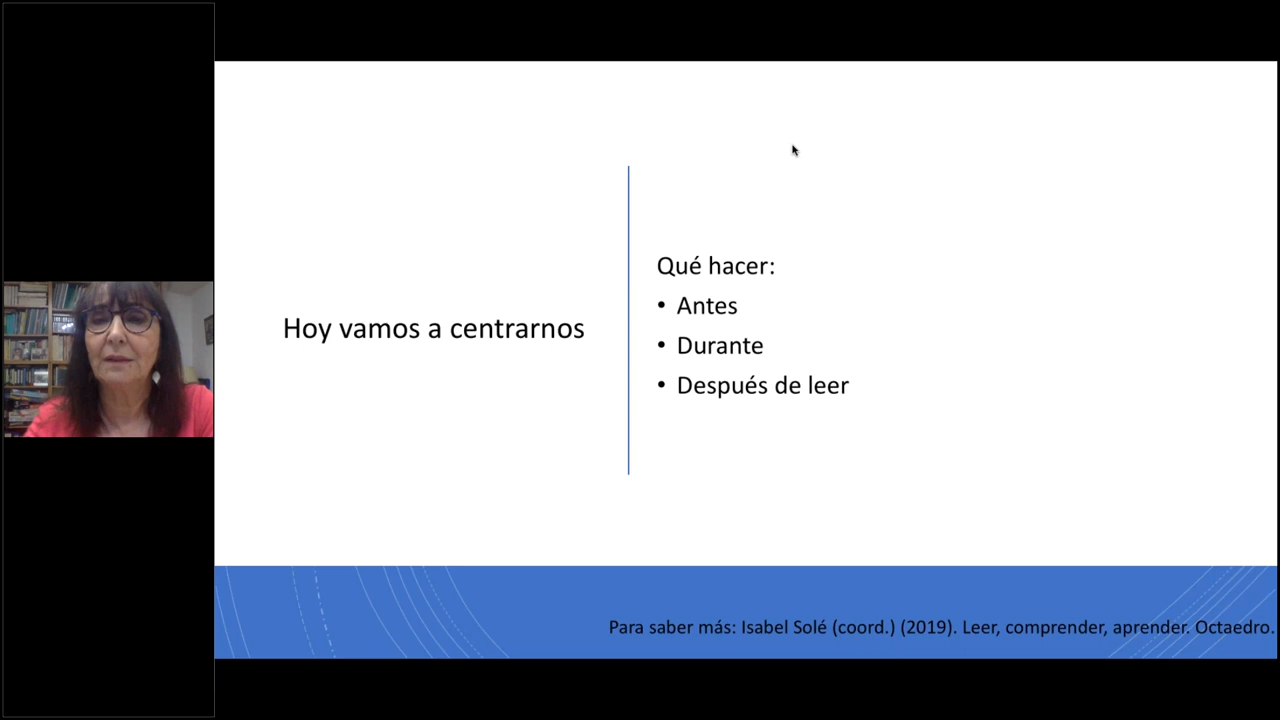 Hoy vamos a centrarnos
Qué hacer:
• Antes
• Durante
• Después de leer
Para saber más: Isabel Solé (coord.) (2019). Leer, comprender, aprender. Octaedro.